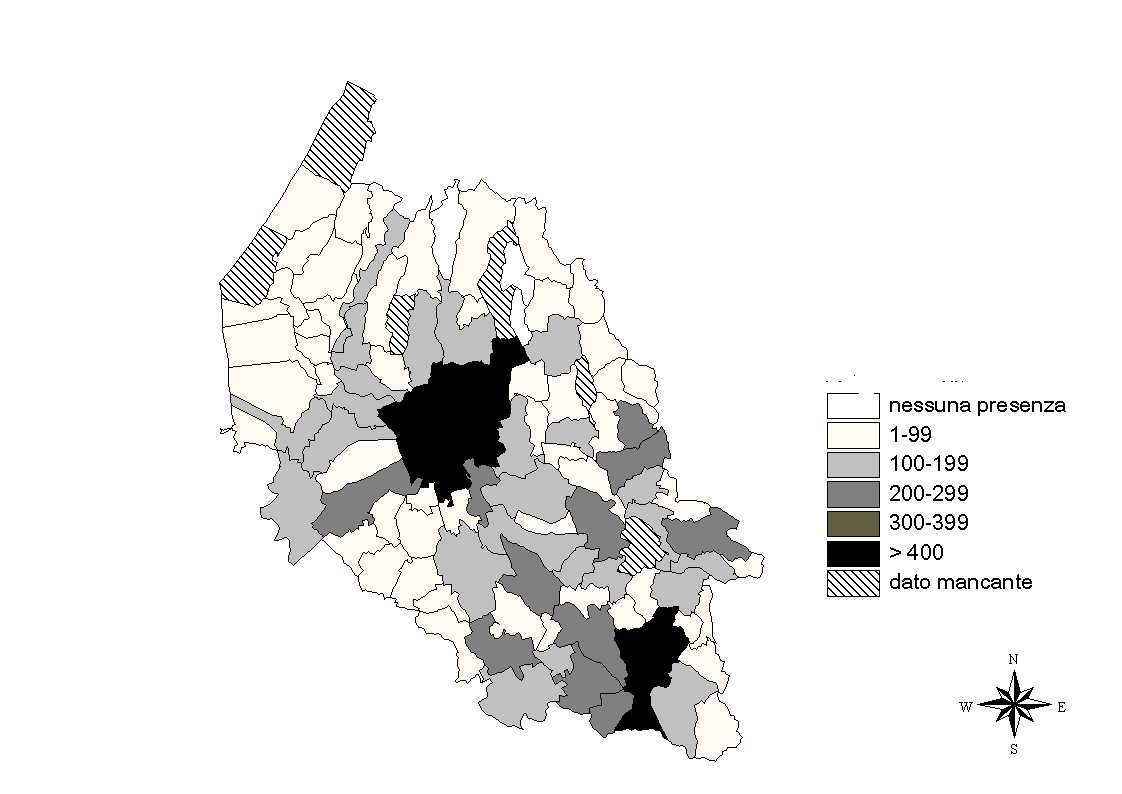 nessuna presenza
1-99
100-199
200-299
300-399
> 400
dato mancante
N
W E
S